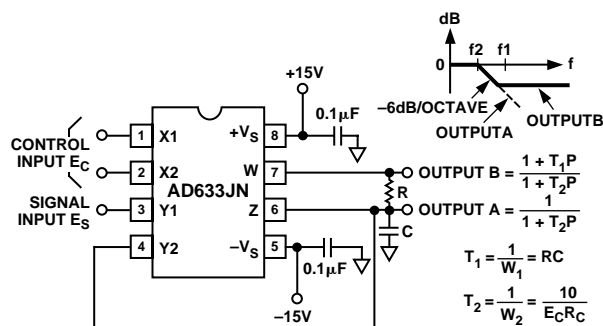 dB
f2 f1
0 f
–6dB/OCTAVE
OUTPUTA
OUTPUTB
+15V
0.1µF
CONTROL
INPUT EC
SIGNAL
INPUT ES
1 X1
2 X2
3 Y1
4 Y2
+VS 8
W 7
Z 6
–VS 5
AD633JN
R
C
0.1µF
–15V
OUTPUT B = 1 + T1P / 1 + T2P
OUTPUT A = 1 / 1 + T2P
T1 = 1 / W1 = RC
T2 = 1 / W2 = 10 / ECRC